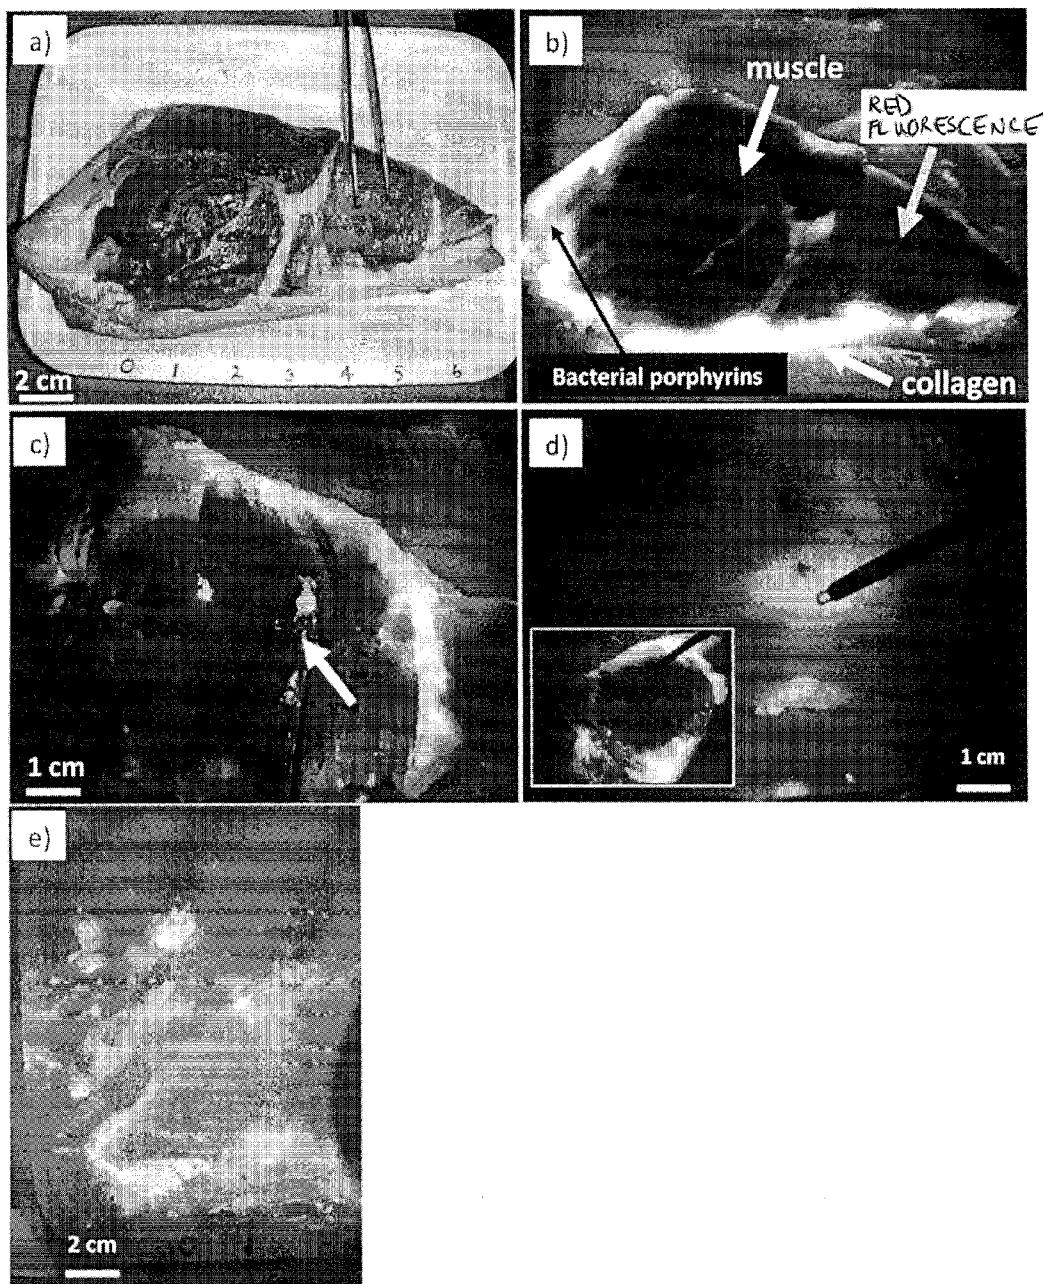 a)
0 1 2 3 4 5 6
2 cm
b)
muscle
RED
FLUORESCENCE
Bacterial porphyrins
collagen
c)
1 cm
d)
1 cm
e)
2 cm